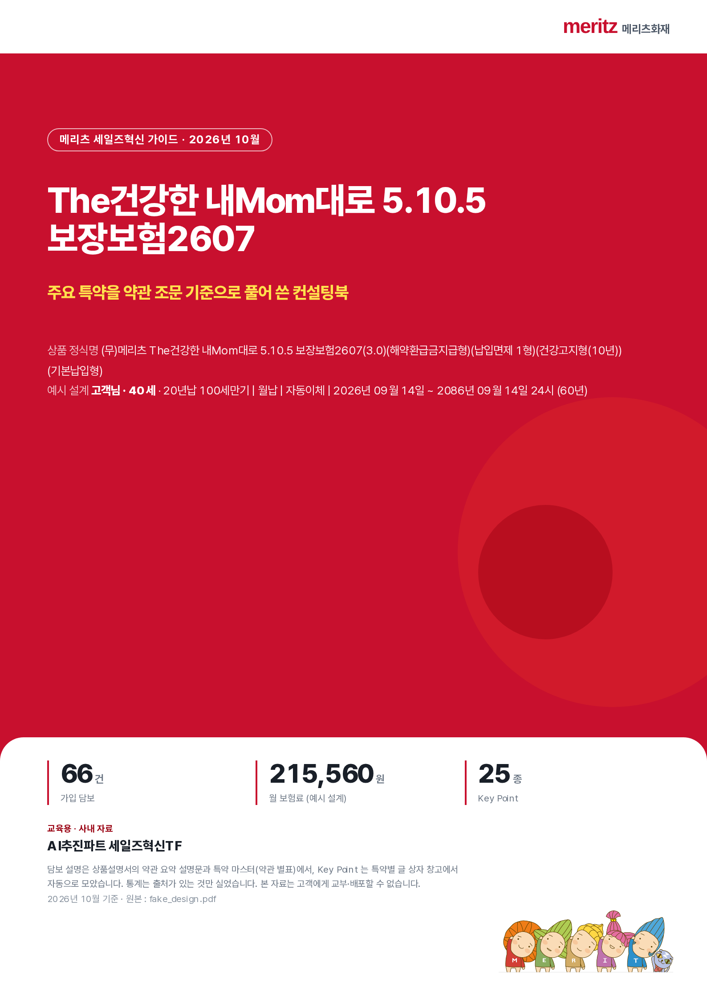 meritz 메리츠화재
메리츠 세일즈혁신 가이드 · 2026년 10월
The건강한 내Mom대로 5.10.5
보장보험2607
주요 특약을 약관 조문 기준으로 풀어 쓴 컨설팅북
상품 정식명 (무)메리츠 The건강한 내Mom대로 5.10.5 보장보험2607(3.0)(해약환급금지급형)(납입면제 1형)(건강고지형(10년))
(기본납입형)
예시 설계 고객님 · 40세 · 20년납 100세만기 | 월납 | 자동이체 | 2026년 09월 14일 ~ 2086년 09월 14일 24시 (60년)
66건 215,560원 25종
가입 담보 월 보험료 (예시 설계) Key Point
교육용 · 사내 자료
AI추진파트 세일즈혁신TF
담보 설명은 상품설명서의 약관 요약 설명문과 특약 마스터(약관 별표)에서, Key Point 는 특약별 글 상자 창고에서
자동으로 모았습니다. 통계는 출처가 있는 것만 실었습니다. 본 자료는 고객에게 교부·배포할 수 없습니다.
2026년 10월 기준 · 원본 : fake_design.pdf
M E R I T